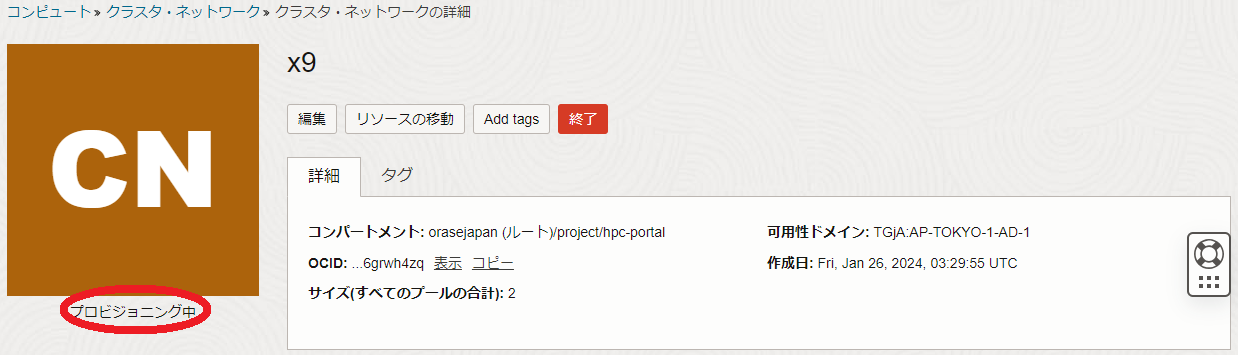 コンピュート » クラスタ・ネットワーク » クラスタ・ネットワークの詳細
CN
プロビジョニング中
x9
編集 リソースの移動 Add tags 終了
詳細 タグ
コンパートメント: orasejapan (ルート)/project/hpc-portal
OCID: ...6grwh4zq 表示 コピー
サイズ(すべてのプールの合計): 2
可用性ドメイン: TGjA:AP-TOKYO-1-AD-1
作成日: Fri, Jan 26, 2024, 03:29:55 UTC